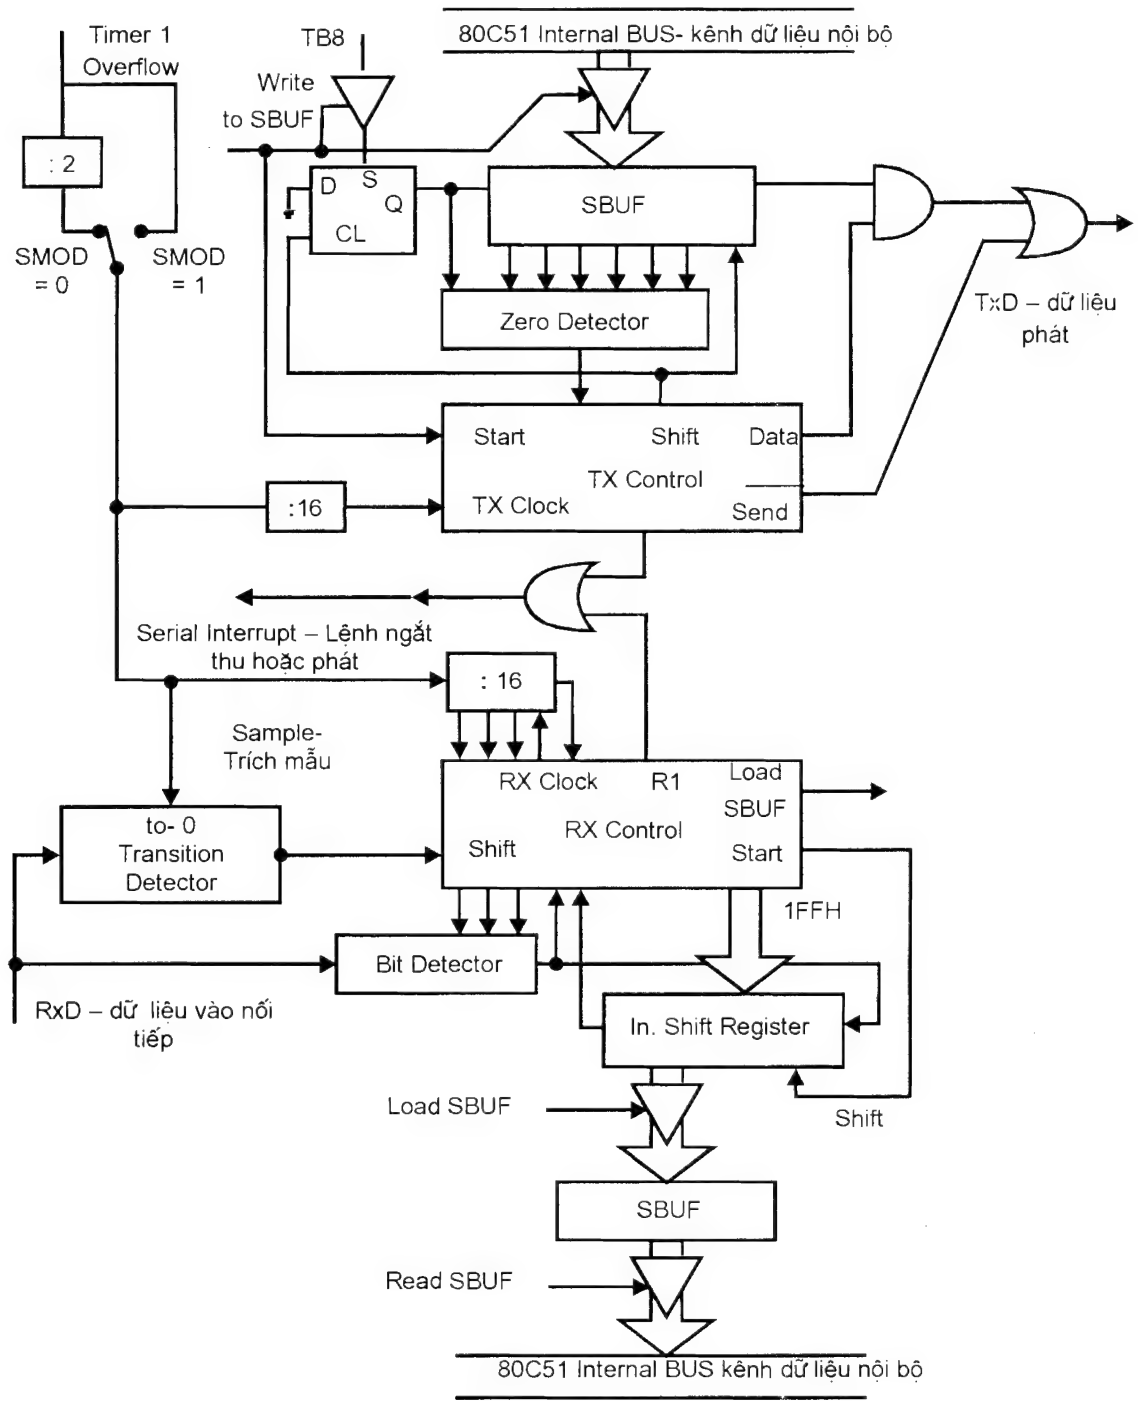 80C51 Internal BUS- kênh dữ liệu nội bộ
Timer 1
Overflow
TB8
Write
to SBUF
: 2
D
S
Q
CL
SBUF
SMOD
= 0
SMOD
= 1
Zero Detector
TxD – dữ liệu
phát
Start
Shift
Data
TX Control
TX Clock
Send
:16
Serial Interrupt – Lệnh ngắt
thu hoặc phát
: 16
Sample-
Trích mẫu
RX Clock
R1
Load
SBUF
RX Control
Shift
Start
to- 0
Transition
Detector
1FFH
Bit Detector
RxD – dữ liệu vào nối
tiếp
In. Shift Register
Load SBUF
Shift
SBUF
Read SBUF
80C51 Internal BUS kênh dữ liệu nội bộ